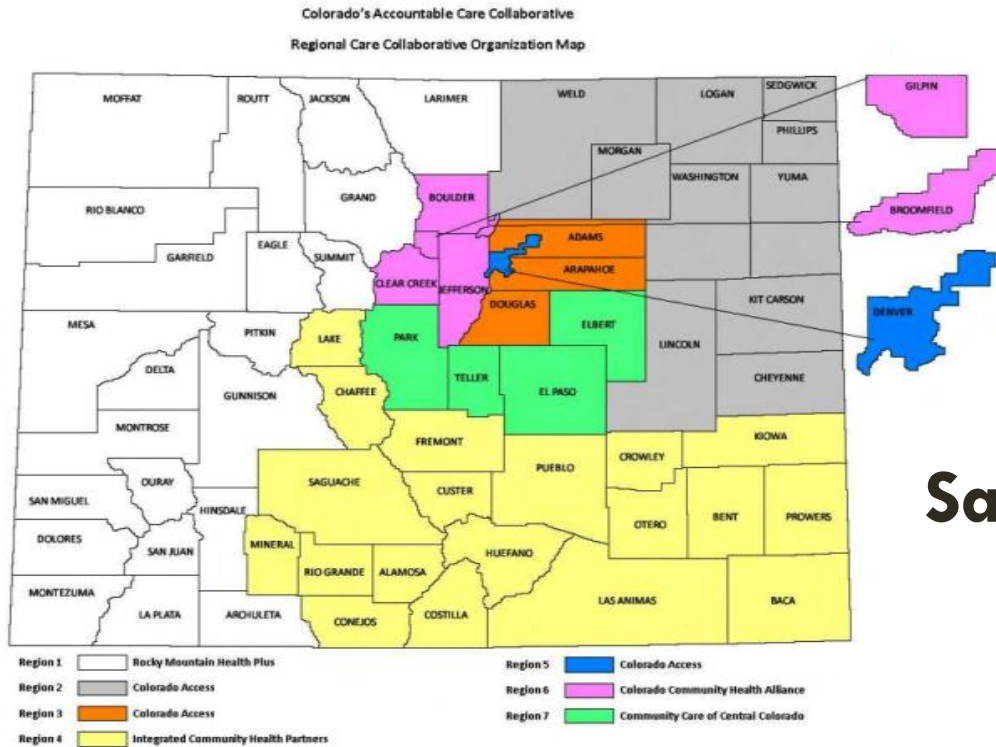 Colorado's Accountable Care Collaborative
Regional Care Collaborative Organization Map
MOFFAT
ROUTT
JACKSON
LARIMER
WELD
LOGAN
SEDGWICK
GILPIN
PHILLIPS
MORGAN
WASHINGTON
YUMA
BOULDER
GRAND
RIO BLANCO
BROOMFIELD
EAGLE
ADAMS
GARFIELD
SUMMIT
ARAPAHOE
CLEAR CREEK
JEFFERSON
DOUGLAS
KIT CARSON
DENVER
MESA
PITKIN
LAKE
PARK
ELBERT
LINCOLN
DELTA
TELLER
CHEYENNE
CHAFFEE
GUNNISON
EL PASO
MONTROSE
FREMONT
KIOWA
CROWLEY
PUEBLO
OURAY
SAGUACHE
CUSTER
SAN MIGUEL
HINSDALE
OTERO
BENT
PROWERS
Sa
DOLORES
SAN JUAN
MINERAL
HUEFANO
RIO GRANDE
ALAMOSA
MONTEZUMA
LAS ANIMAS
BACA
LA PLATA
ARCHULETA
CONEJOS
COSTILLA
Region 1 Rocky Mountain Health Plus
Region 2 Colorado Access
Region 3 Colorado Access
Region 4 Integrated Community Health Partners
Region 5 Colorado Access
Region 6 Colorado Community Health Alliance
Region 7 Community Care of Central Colorado